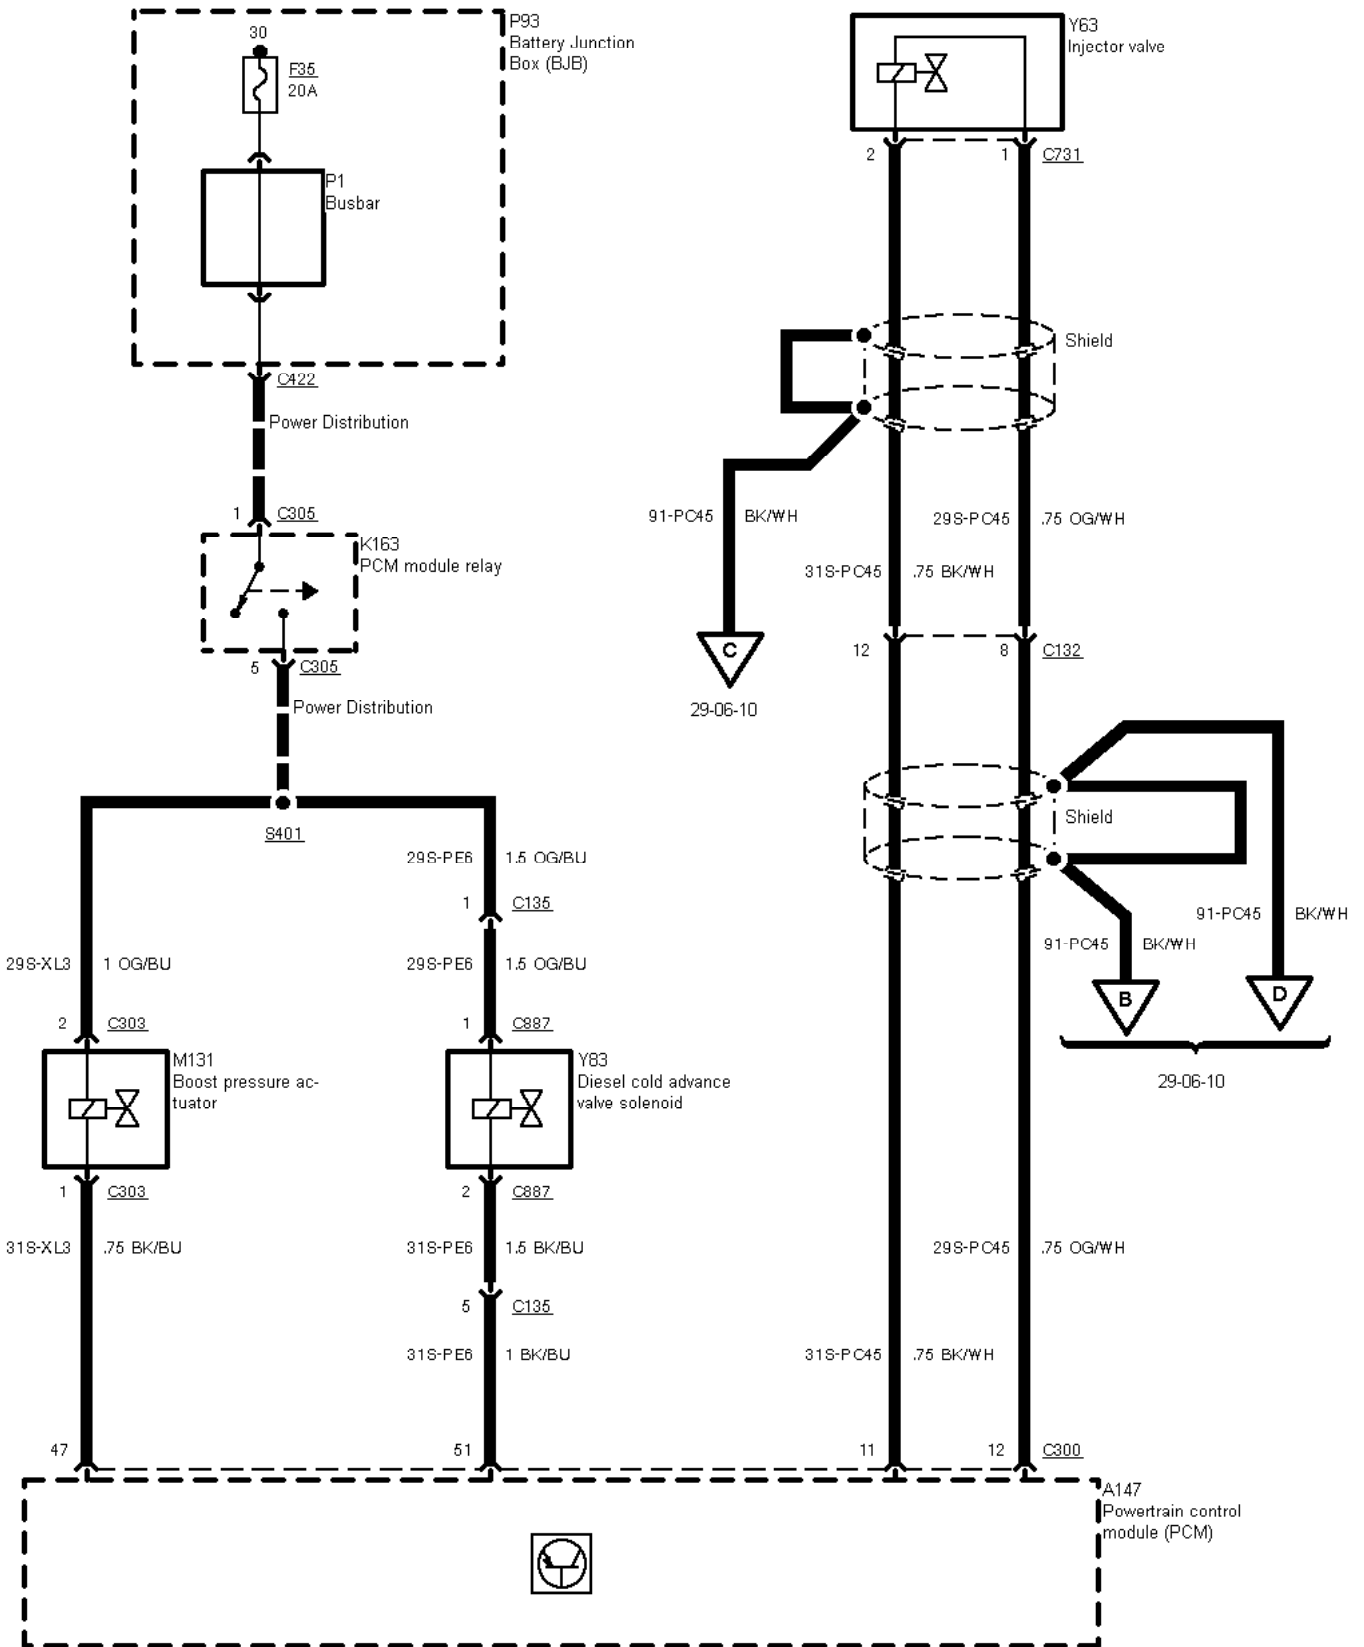 30
F35
20A
P93
Battery Junction
Box (BJB)
P1
Busbar
C422
Power Distribution
1
C305
K163
PCM module relay
5
C305
Power Distribution
S401
29S-PE6
1.5 OG/BU
1
C135
29S-XL3
1 OG/BU
29S-PE6
1.5 OG/BU
2
C303
1
C887
M131
Boost pressure ac-
tuator
Y83
Diesel cold advance
valve solenoid
1
C303
2
C887
31S-XL3
.75 BK/BU
31S-PE6
1.5 BK/BU
5
C135
31S-PE6
1 BK/BU
47
51
Y63
Injector valve
2
1
C731
Shield
91-PC45
BK/WH
29S-PC45
.75 OG/WH
31S-PC45
.75 BK/WH
C
29-06-10
12
8
C132
Shield
91-PC45
BK/WH
91-PC45
BK/WH
B
D
29-06-10
29S-PC45
.75 OG/WH
31S-PC45
.75 BK/WH
11
12
C300
A147
Powertrain control
module (PCM)